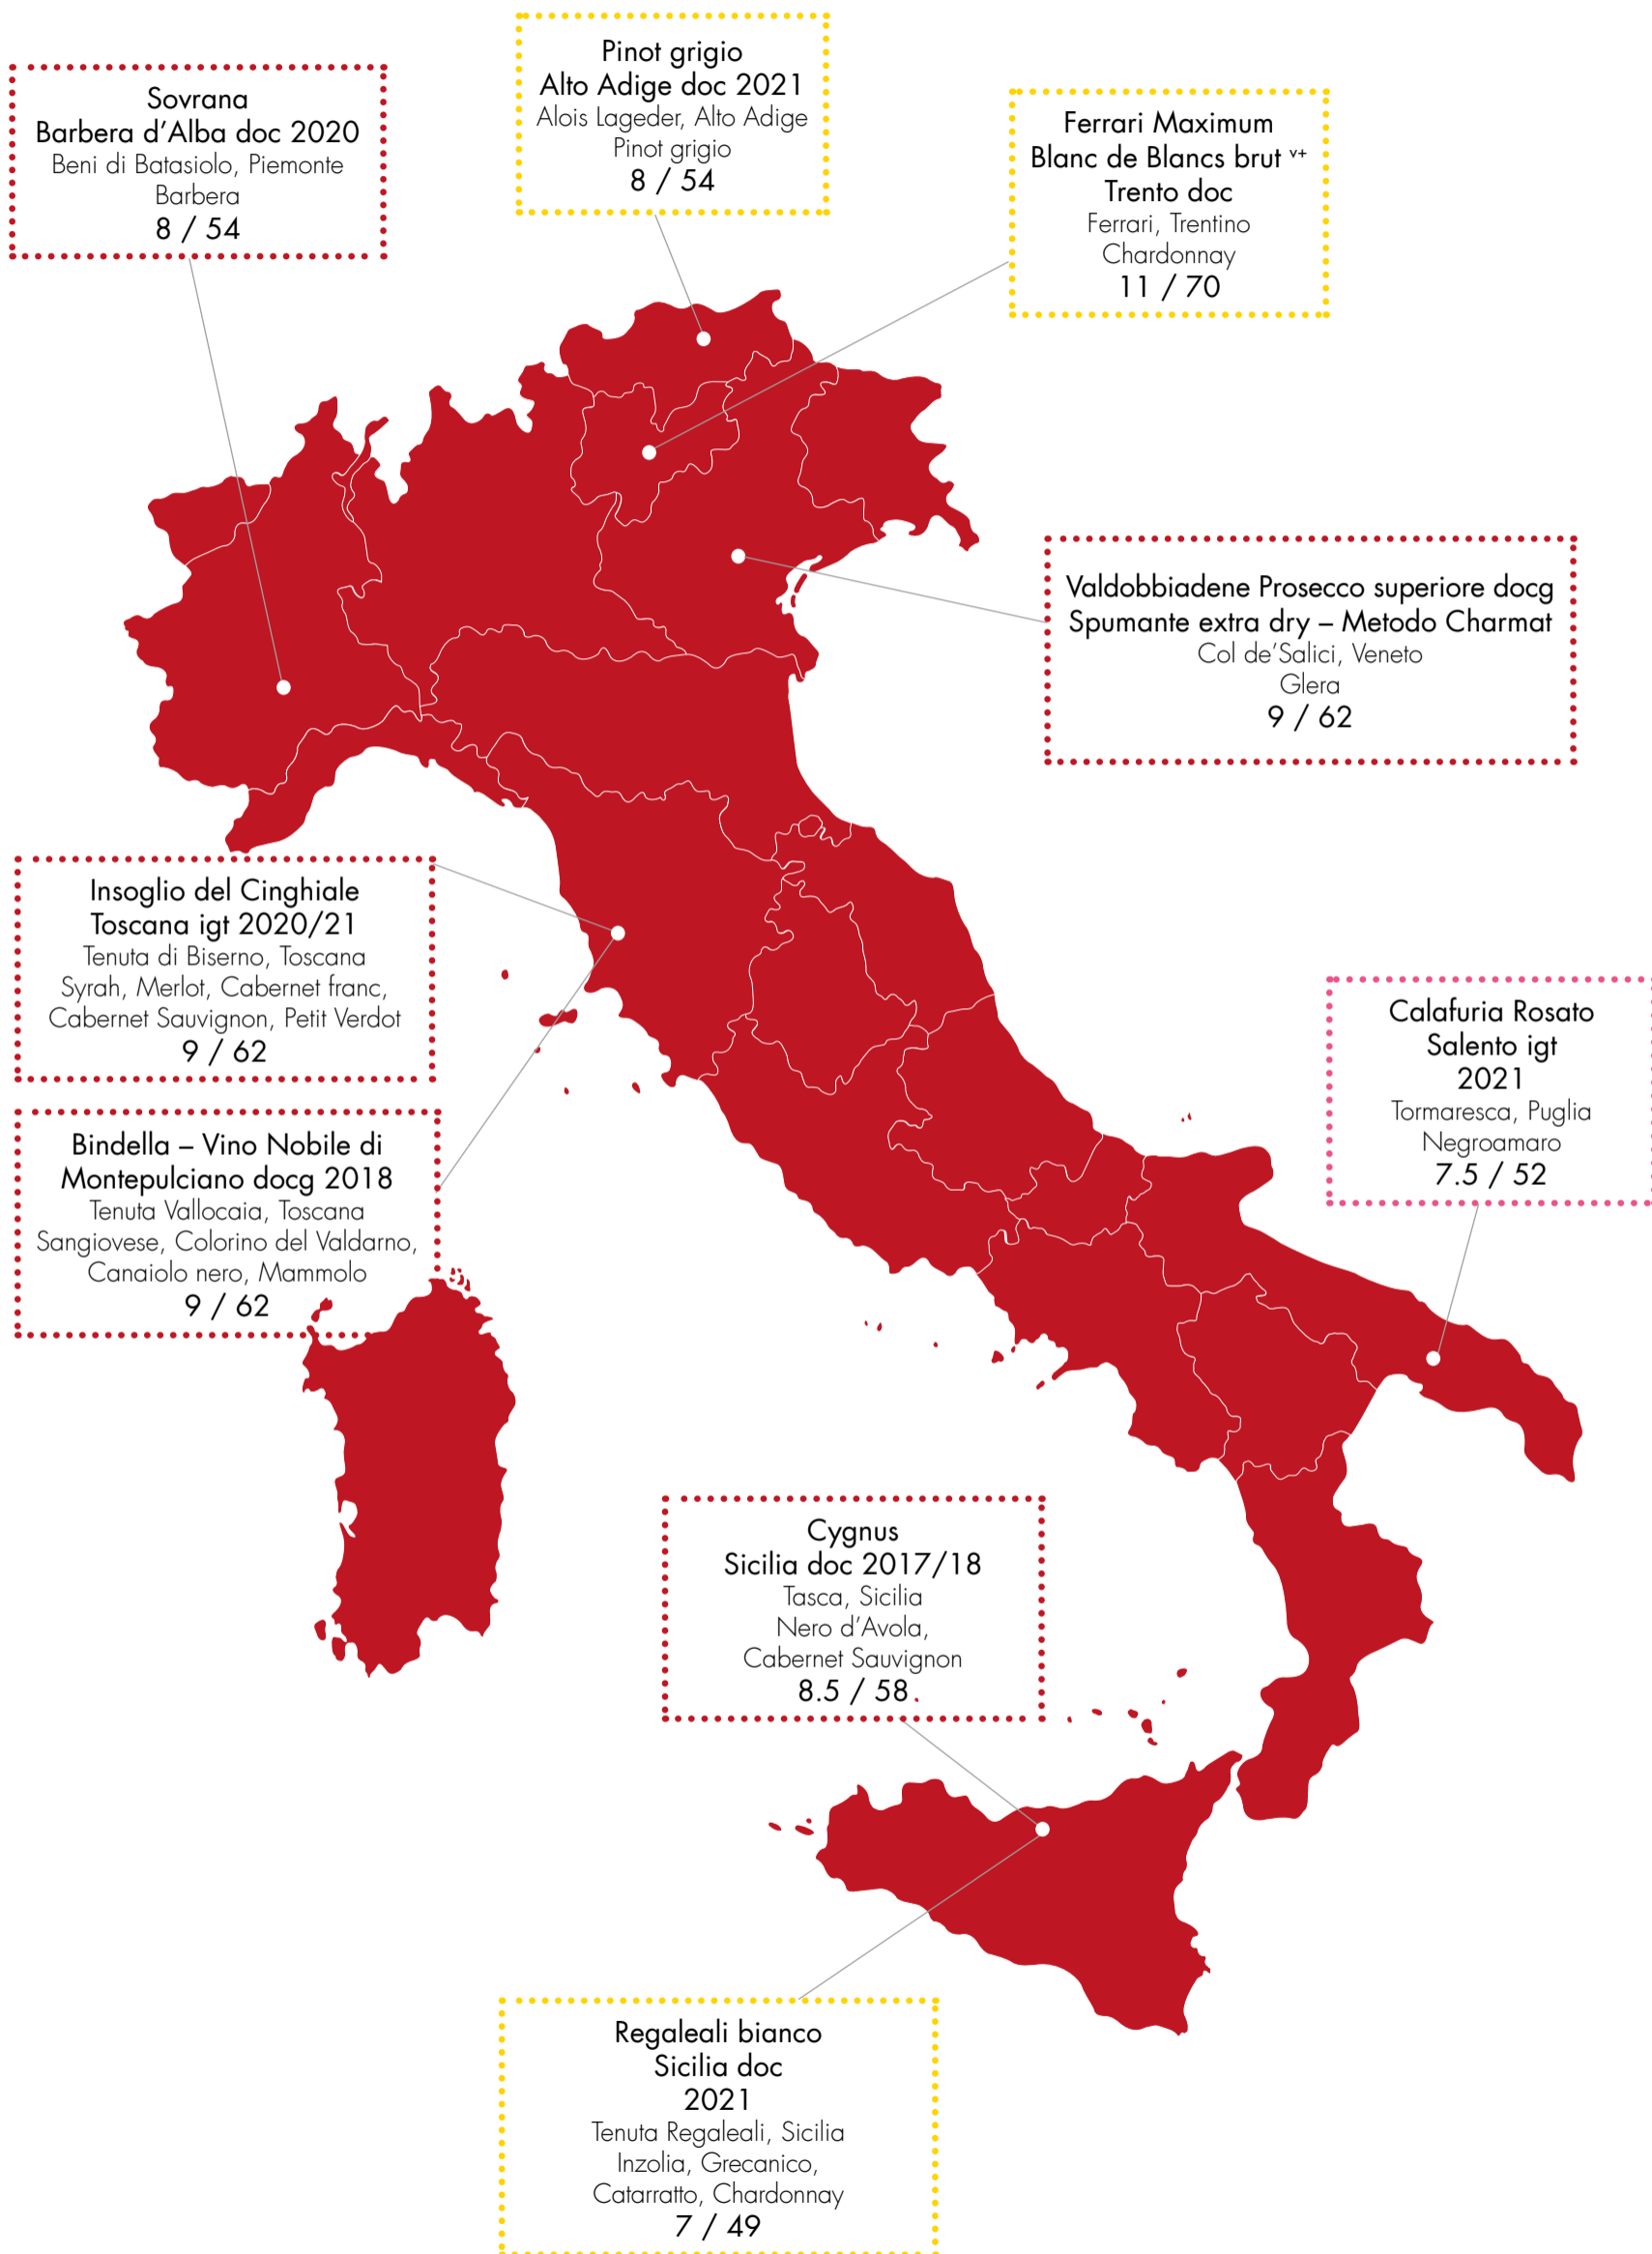 Pinot grigio
Alto Adige doc 2021
Alois Lageder, Alto Adige
Pinot grigio
8 / 54
Sovrana
Barbera d’Alba doc 2020
Beni di Batasiolo, Piemonte
Barbera
8 / 54
Ferrari Maximum
Blanc de Blancs brut v+
Trento doc
Ferrari, Trentino
Chardonnay
11 / 70
Valdobbiadene Prosecco superiore docg
Spumante extra dry – Metodo Charmat
Col de’Salici, Veneto
Glera
9 / 62
Insoglio del Cinghiale
Toscana igt 2020/21
Tenuta di Biserno, Toscana
Syrah, Merlot, Cabernet franc,
Cabernet Sauvignon, Petit Verdot
9 / 62
Calafuria Rosato
Salento igt
2021
Tormaresca, Puglia
Negroamaro
7.5 / 52
Bindella – Vino Nobile di
Montepulciano docg 2018
Tenuta Vallocaia, Toscana
Sangiovese, Colorino del Valdarno,
Canaiolo nero, Mammolo
9 / 62
Cygnus
Sicilia doc 2017/18
Tasca, Sicilia
Nero d’Avola,
Cabernet Sauvignon
8.5 / 58
Regaleali bianco
Sicilia doc
2021
Tenuta Regaleali, Sicilia
Inzolia, Grecanico,
Catarratto, Chardonnay
7 / 49